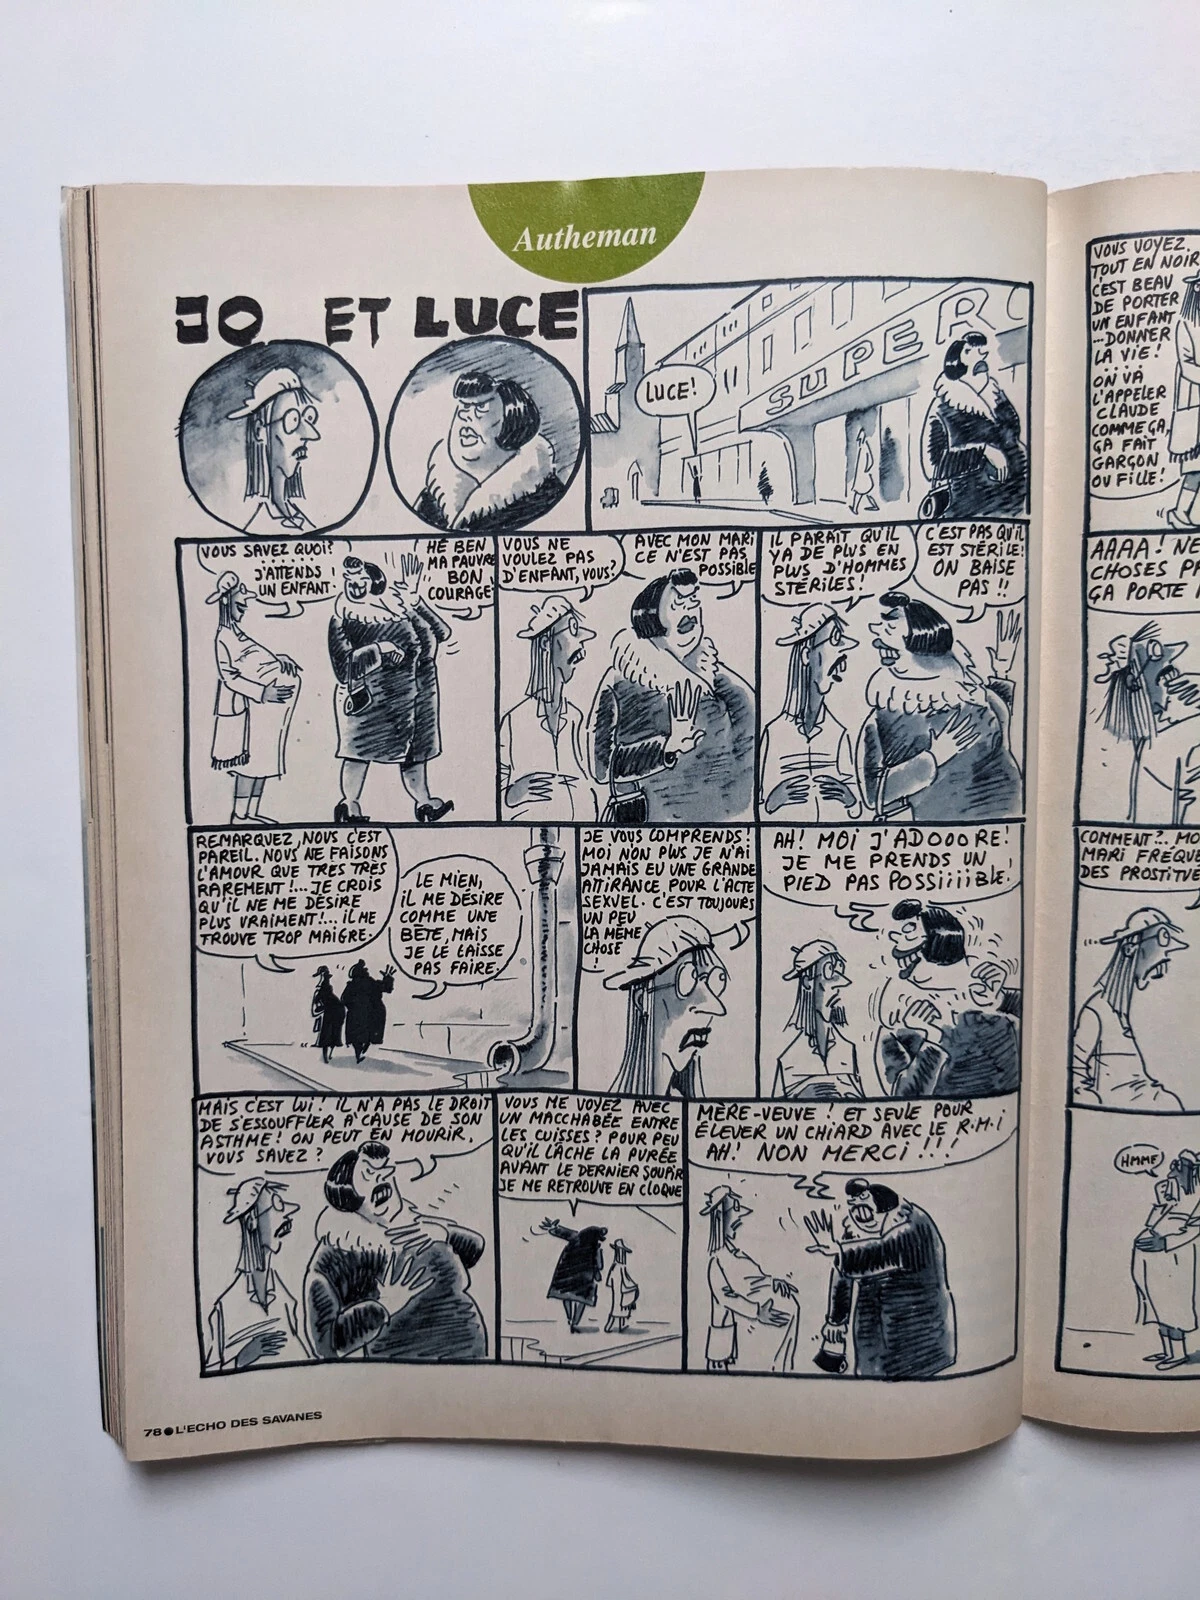 Autheman
JO ET LUCE
LUCE!
SUPER
VOUS SAVEZ QUOI?
.....
J'ATTENDS
UN ENFANT.
HÉ BEN
MA PAUVRE
BON
COURAGE.
VOUS NE
VOULEZ PAS
D'ENFANT, VOUS?
AVEC MON MARI
CE N'EST PAS
POSSIBLE
IL PARAÎT QU'IL
YA DE PLUS EN
PLUS D'HOMMES
STÉRILES!
C'EST PAS QU'IL
EST STÉRILE!
ON BAISE
PAS!!
REMARQUEZ, NOUS C'EST
PAREIL. NOUS NE FAISONS
L'AMOUR QUE TRES TRES
RAREMENT!... JE CROIS
QU'IL NE ME DÉSIRE
PLUS VRAIMENT!... IL ME
TROUVE TROP MAIGRE.
LE MIEN,
IL ME DÉSIRE
COMME UNE
BÊTE, MAIS
JE LE LAISSE
PAS FAIRE.
JE VOUS COMPRENDS!
MOI NON PLUS JE N'AI
JAMAIS EU UNE GRANDE
ATTIRANCE POUR L'ACTE
SEXUEL. C'EST TOUJOURS
UN PEU
LA MÊME
CHOSE
!
AH! MOI J'ADOOORE!
JE ME PRENDS UN
PIED PAS POSSiiiiBLE!
MAIS C'EST LUI! IL N'A PAS LE DROIT
DE S'ESSOUFFLER À CAUSE DE SON
ASTHME! ON PEUT EN MOURIR,
VOUS SAVEZ?
VOUS ME VOYEZ AVEC
UN MACCHABÉE ENTRE
LES CUISSES? POUR PEU
QU'IL LÂCHE LA PURÉE
AVANT LE DERNIER SOUPIR
JE ME RETROUVE EN CLOQUE
MÈRE-VEUVE! ET SEULE POUR
ÉLEVER UN CHIARD AVEC LE R.M.I
AH! NON MERCI!!!
78●L'ECHO DES SAVANES
VOUS VOYEZ,
TOUT EN NOIR
C'EST BEAU
DE PORTER
UN ENFANT
...DONNER
LA VIE!
....
ON VA
L'APPELER
CLAUDE
COMME ÇA,
ÇA FAIT
GARÇON
OU FILLE!
AAAA! NE
CHOSES
ÇA PORTE
COMMENT?..
MARI
DES
HMMF